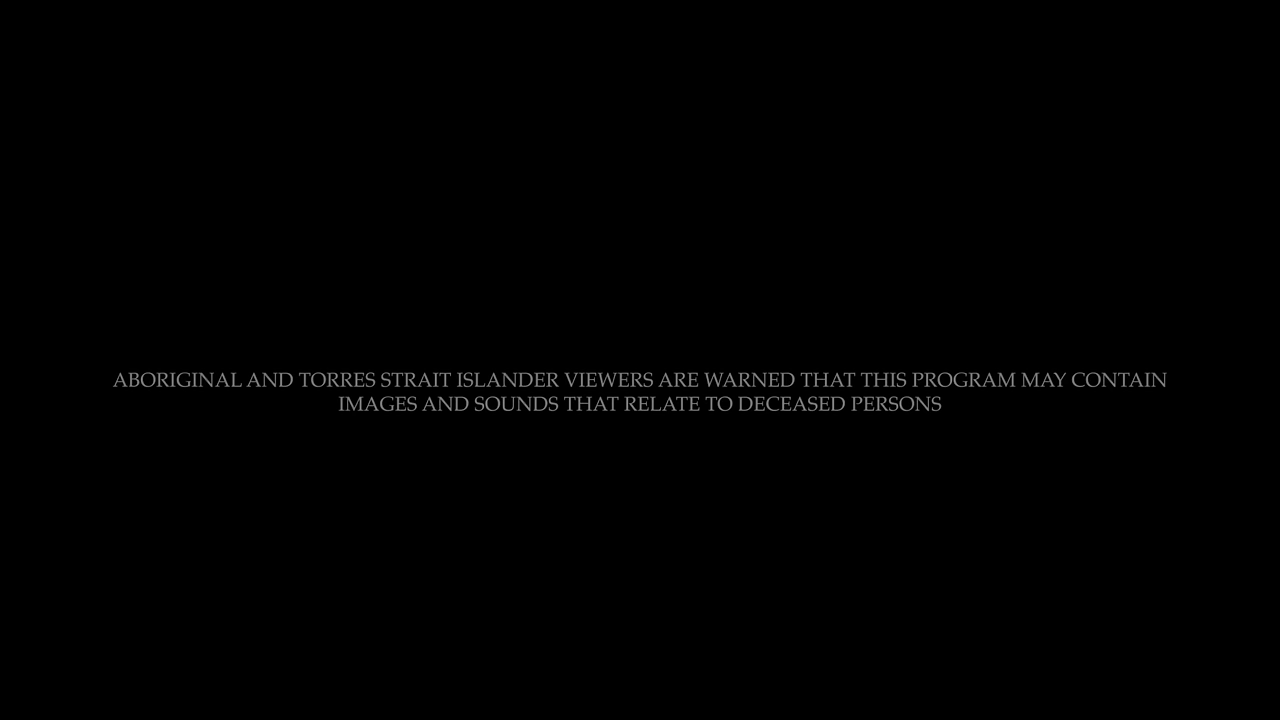 ABORIGINAL AND TORRES STRAIT ISLANDER VIEWERS ARE WARNED THAT THIS PROGRAM MAY CONTAIN
IMAGES AND SOUNDS THAT RELATE TO DECEASED PERSONS